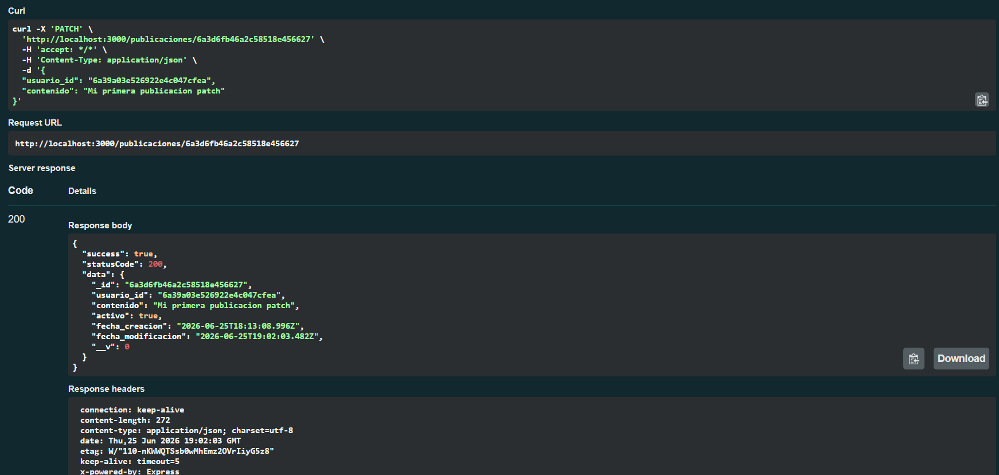 Curl
curl -X 'PATCH' \
  'http://localhost:3000/publicaciones/6a3d6fb46a2c58518e456627' \
  -H 'accept: */*' \
  -H 'Content-Type: application/json' \
  -d '{
  "usuario_id": "6a39a03e526922e4c047cfea",
  "contenido": "Mi primera publicacion patch"
}'
Request URL
http://localhost:3000/publicaciones/6a3d6fb46a2c58518e456627
Server response
Code Details
200
Response body
{
  "success": true,
  "statusCode": 200,
  "data": {
    "_id": "6a3d6fb46a2c58518e456627",
    "usuario_id": "6a39a03e526922e4c047cfea",
    "contenido": "Mi primera publicacion patch",
    "activo": true,
    "fecha_creacion": "2026-06-25T18:13:08.996Z",
    "fecha_modificacion": "2026-06-25T19:02:03.482Z",
    "__v": 0
  }
}
Download
Response headers
connection: keep-alive
content-length: 272
content-type: application/json; charset=utf-8
date: Thu,25 Jun 2026 19:02:03 GMT
etag: W/"110-nKWWQTSsb0wMhEmz2OVrIiyG5z8"
keep-alive: timeout=5
x-powered-by: Express